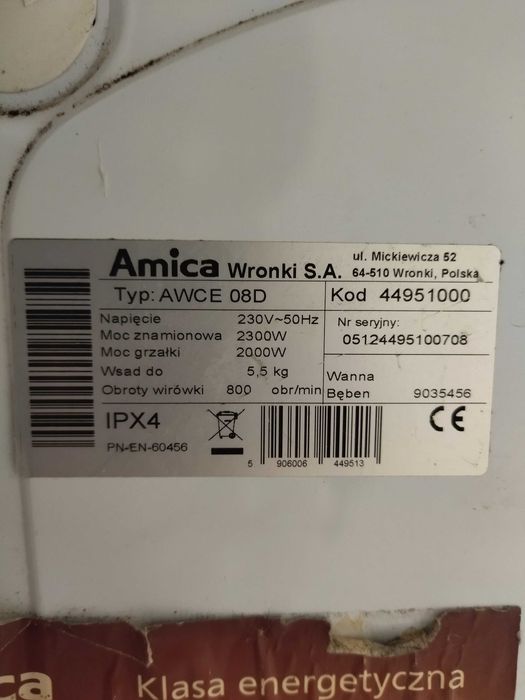 Amica Wronki S.A.
ul. Mickiewicza 52
64-510 Wronki, Polska
Typ: AWCE 08D
Kod 44951000
Napięcie 230V~50Hz
Moc znamionowa 2300W
Moc grzałki 2000W
Wsad do 5,5 kg
Obroty wirówki 800 obr/min
Nr seryjny:
05124495100708
Wanna
Bęben 9035456
IPX4
PN-EN-60456
CE
5 906006 449513
ca
Klasa energetyczna